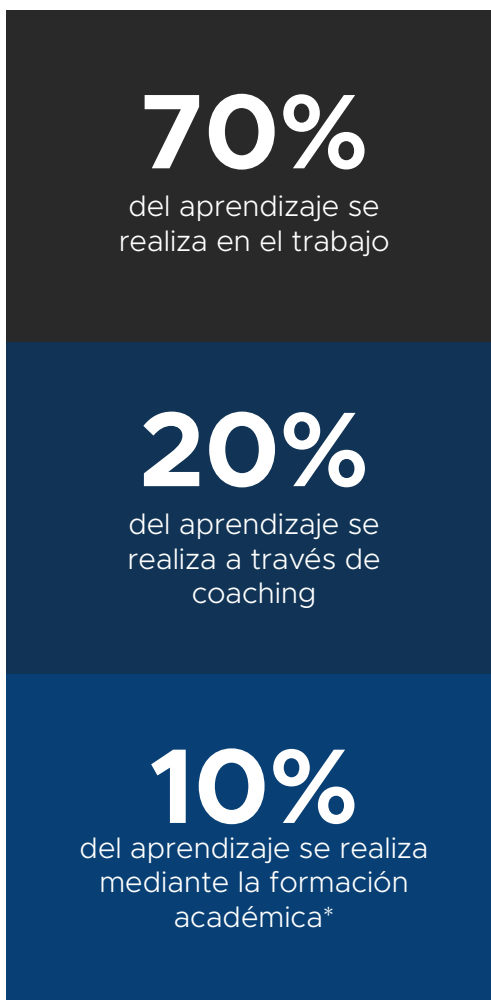 70%
del aprendizaje se
realiza en el trabajo
20%
del aprendizaje se
realiza a través de
coaching
10%
del aprendizaje se realiza
mediante la formación
académica*